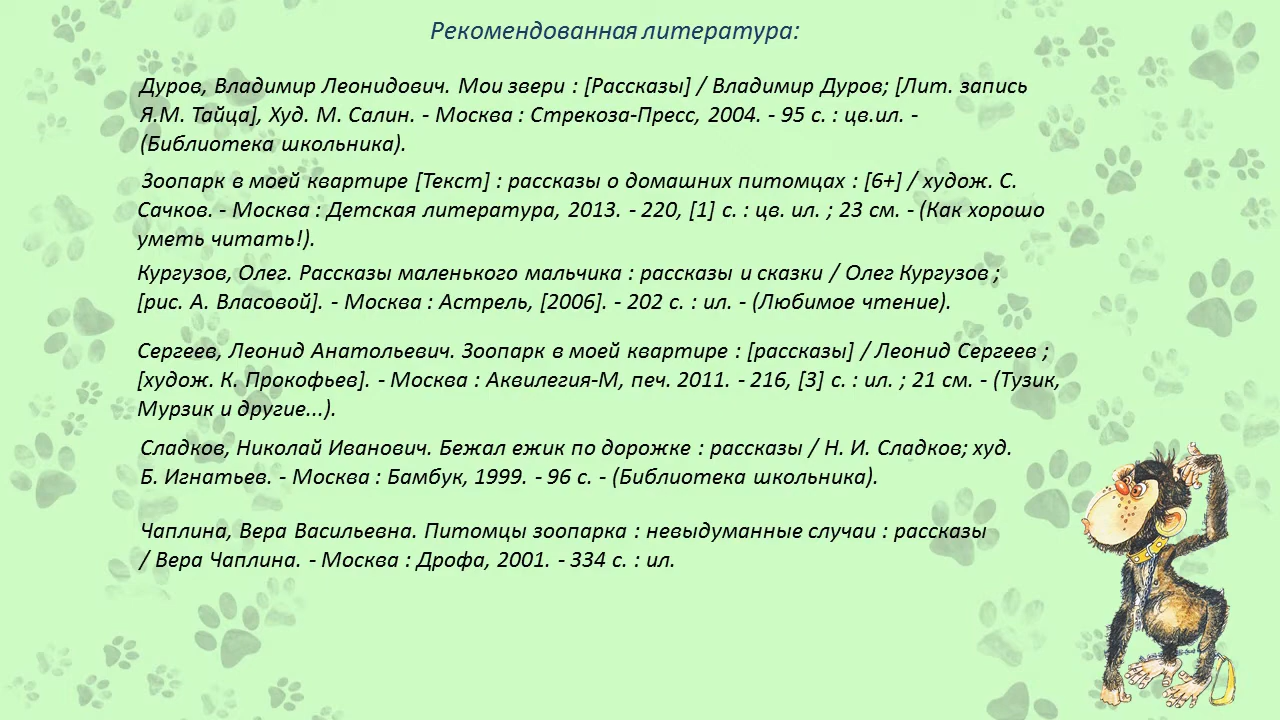 Рекомендованная литература:
Дуров, Владимир Леонидович. Мои звери : [Рассказы] / Владимир Дуров; [Лит. запись
Я.М. Тайца], Худ. М. Салин. - Москва : Стрекоза-Пресс, 2004. - 95 с. : цв.ил. -
(Библиотека школьника).
Зоопарк в моей квартире [Текст] : рассказы о домашних питомцах : [6+] / худож. С.
Сачков. - Москва : Детская литература, 2013. - 220, [1] с. : цв. ил. ; 23 см. - (Как хорошо
уметь читать!).
Кургузов, Олег. Рассказы маленького мальчика : рассказы и сказки / Олег Кургузов ;
[рис. А. Власовой]. - Москва : Астрель, [2006]. - 202 с. : ил. - (Любимое чтение).
Сергеев, Леонид Анатольевич. Зоопарк в моей квартире : [рассказы] / Леонид Сергеев ;
[худож. К. Прокофьев]. - Москва : Аквилегия-М, печ. 2011. - 216, [3] с. : ил. ; 21 см. - (Тузик,
Мурзик и другие...).
Сладков, Николай Иванович. Бежал ежик по дорожке : рассказы / Н. И. Сладков; худ.
Б. Игнатьев. - Москва : Бамбук, 1999. - 96 с. - (Библиотека школьника).
Чаплина, Вера Васильевна. Питомцы зоопарка : невыдуманные случаи : рассказы
/ Вера Чаплина. - Москва : Дрофа, 2001. - 334 с. : ил.